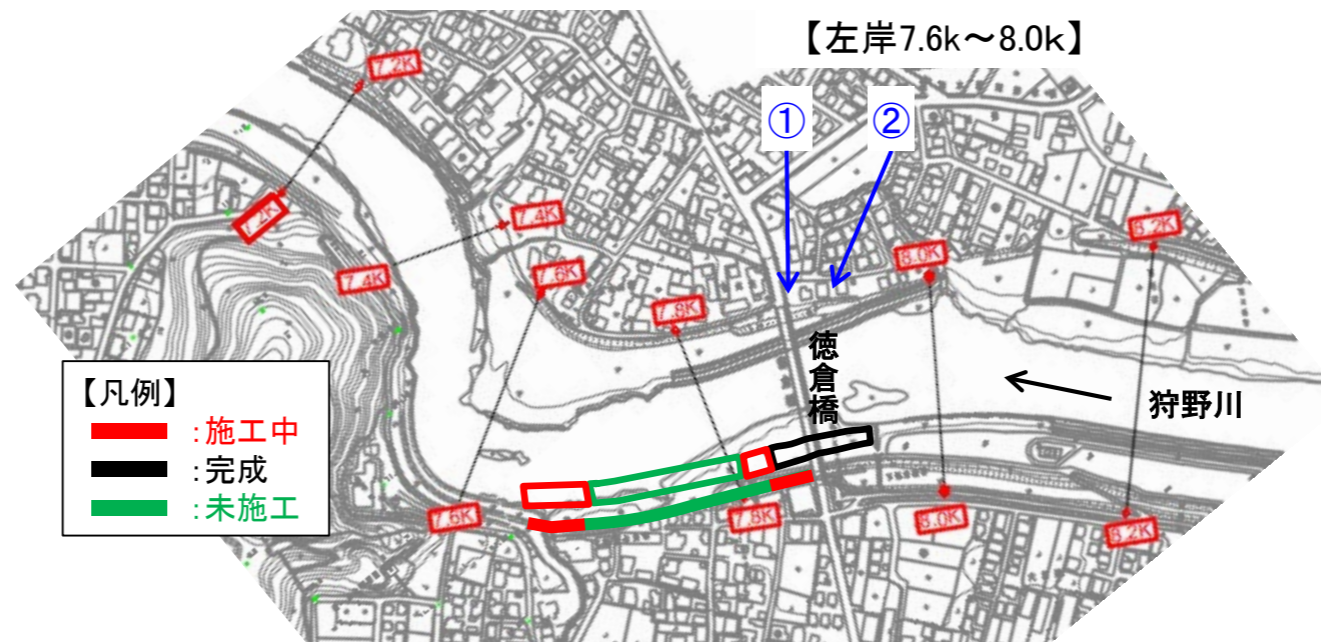 【左岸7.6k～8.0k】
7.2K
①
②
7.2K
7.4K
8.2K
8.0K
7.6K
7.4K
7.8K
徳倉橋
狩野川
【凡例】
：施工中
：完成
：未施工
7.6K
7.8K
8.0K
8.2K